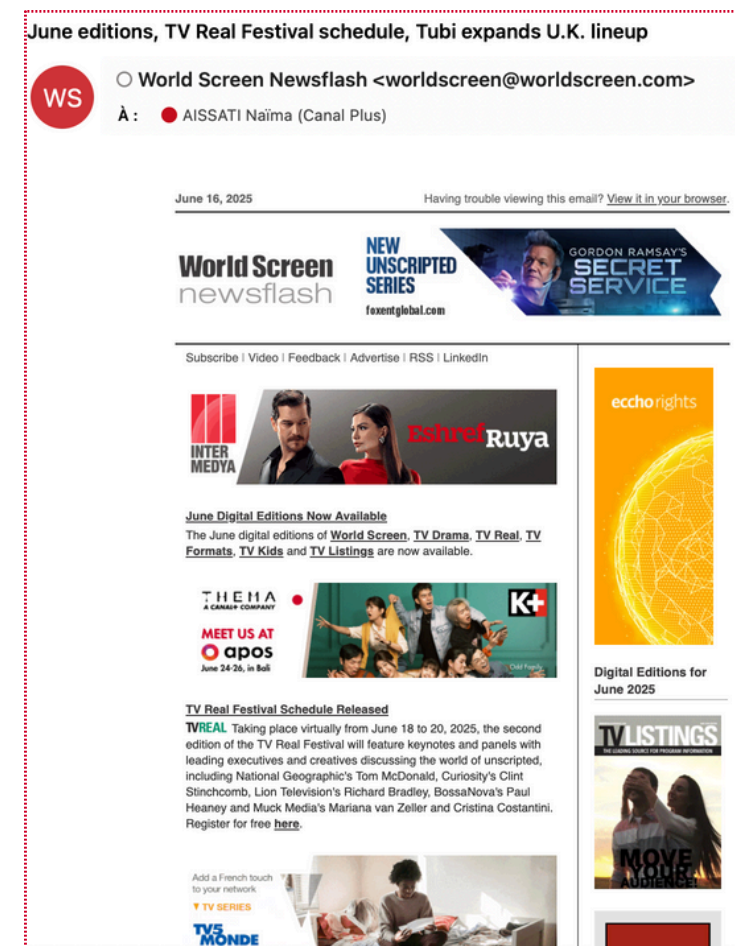 June editions, TV Real Festival schedule, Tubi expands U.K. lineup
WS
World Screen Newsflash <worldscreen@worldscreen.com>
À : AISSATI Naïma (Canal Plus)
June 16, 2025
Having trouble viewing this email? View it in your browser.
World Screen
newsflash
NEW
UNSCRIPTED
SERIES
foxentglobal.com
GORDON RAMSAY'S
SECRET
SERVICE
Subscribe | Video | Feedback | Advertise | RSS | LinkedIn
INTER
MEDYA
Eshref Ruya
June Digital Editions Now Available
The June digital editions of World Screen, TV Drama, TV Real, TV
Formats, TV Kids and TV Listings are now available.
THEMA
A CANAL+ COMPANY
MEET US AT
apos
June 24-26, in Bali
K+
Child Family
TV Real Festival Schedule Released
TVREAL Taking place virtually from June 18 to 20, 2025, the second
edition of the TV Real Festival will feature keynotes and panels with
leading executives and creatives discussing the world of unscripted,
including National Geographic's Tom McDonald, Curiosity's Clint
Stinchcomb, Lion Television's Richard Bradley, BossaNova's Paul
Heaney and Muck Media's Mariana van Zeller and Cristina Costantini.
Register for free here.
Add a French touch
to your network
TV SERIES
TV5
MONDE
eccho rights
Digital Editions for
June 2025
TVLISTINGS
THE LEADING SOURCE FOR PROGRAM INFORMATION
MOVE
YOUR
AUDIENCE!